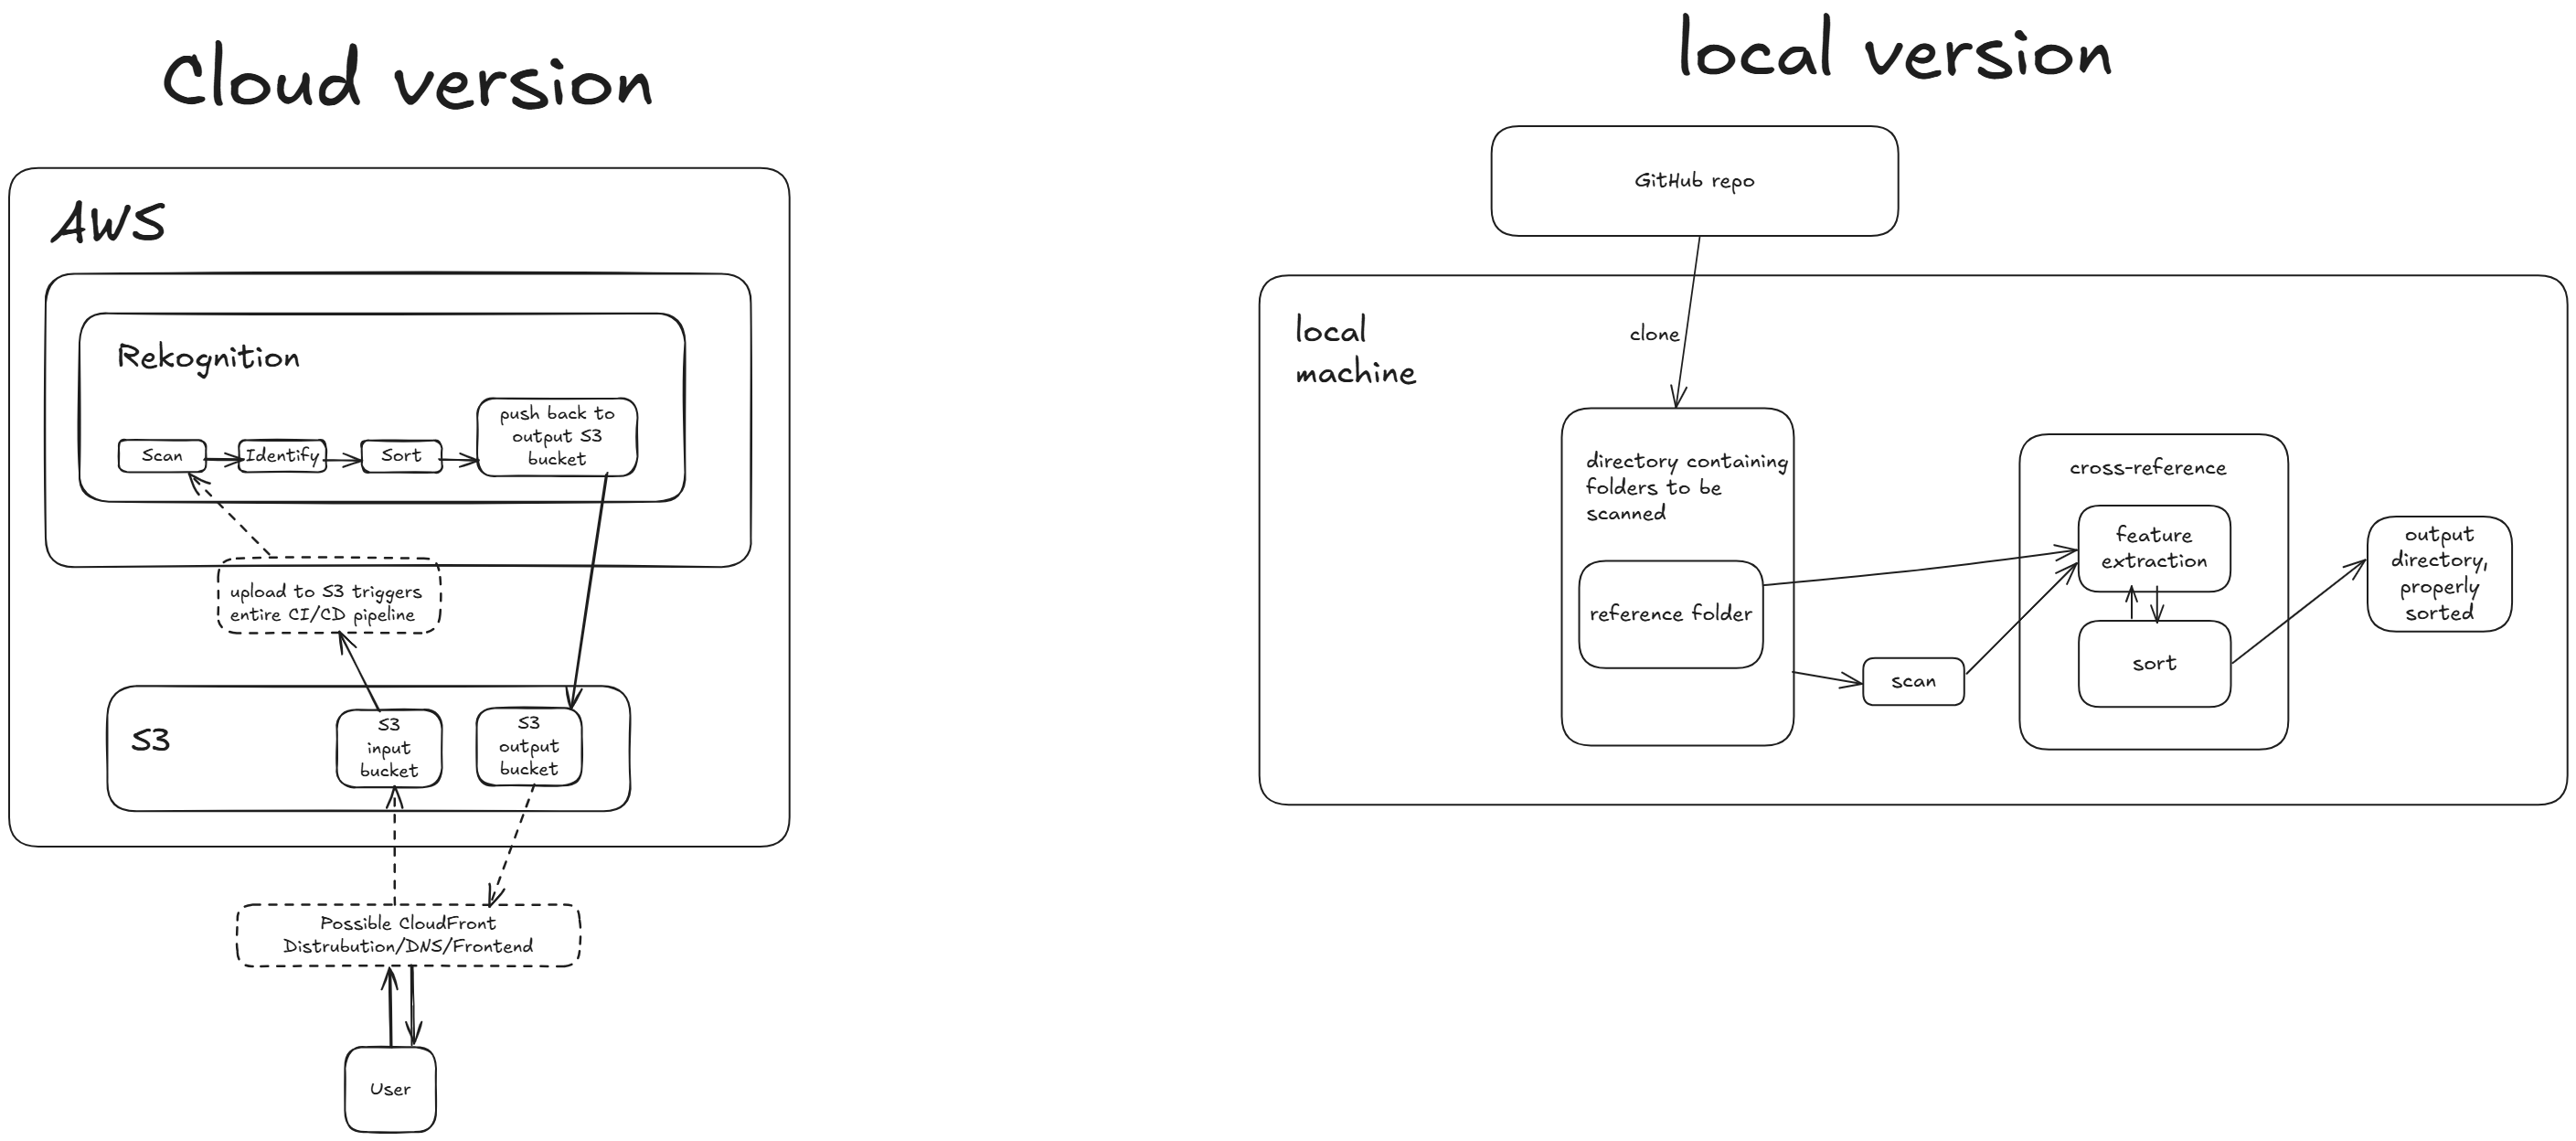 Cloud version
AWS
Rekognition
Scan
Identify
Sort
push back to
output S3
bucket
upload to S3 triggers
entire CI/CD pipeline
S3
S3
input
bucket
S3
output
bucket
Possible CloudFront
Distrubution/DNS/Frontend
User
local version
GitHub repo
clone
local
machine
directory containing
folders to be
scanned
reference folder
scan
cross-reference
feature
extraction
sort
output
directory,
properly
sorted